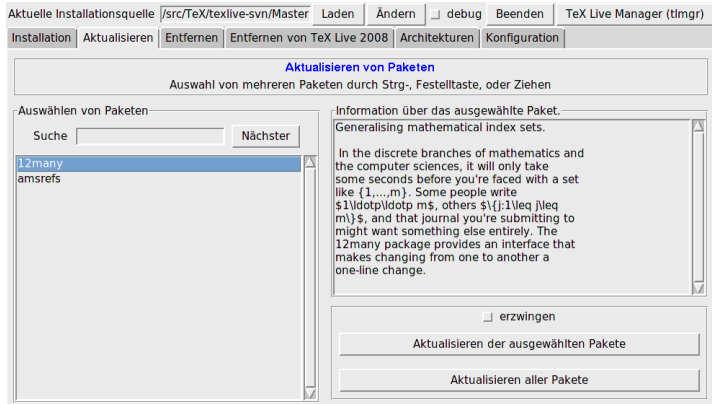 Aktuelle Installationsquelle /src/TeX/texlive-svn/Master Laden Ändern debug Beenden TeX Live Manager (tlmgr)
Installation Aktualisieren Entfernen Entfernen von TeX Live 2008 Architekturen Konfiguration
Aktualisieren von Paketen
Auswahl von mehreren Paketen durch Strg-, Festelltaste, oder Ziehen
Auswählen von Paketen
Suche Nächster
12many
amsrefs
Information über das ausgewählte Paket.
Generalising mathematical index sets.
In the discrete branches of mathematics and
the computer sciences, it will only take
some seconds before you're faced with a set
like {1,...,m}. Some people write
$1\ldotp\ldotp m$, others $\{j:1\leq j\leq
m\}$, and that journal you're submitting to
might want something else entirely. The
12many package provides an interface that
makes changing from one to another a
one-line change.
erzwingen
Aktualisieren der ausgewählhten Pakete
Aktualisieren aller Pakete